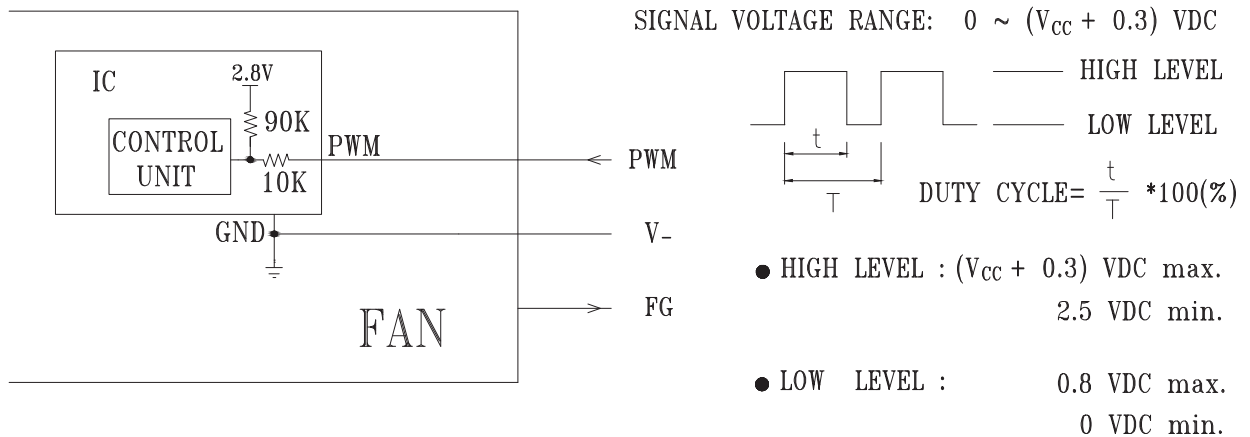 IC
2.8V
90K
CONTROL
UNIT
10K
PWM
GND
FAN
PWM
V-
FG
SIGNAL VOLTAGE RANGE: 0 ~ (VCC + 0.3) VDC
HIGH LEVEL
LOW LEVEL
t
T
DUTY CYCLE= t/T *100(%)
● HIGH LEVEL : (VCC + 0.3) VDC max.
2.5 VDC min.
● LOW LEVEL : 0.8 VDC max.
0 VDC min.